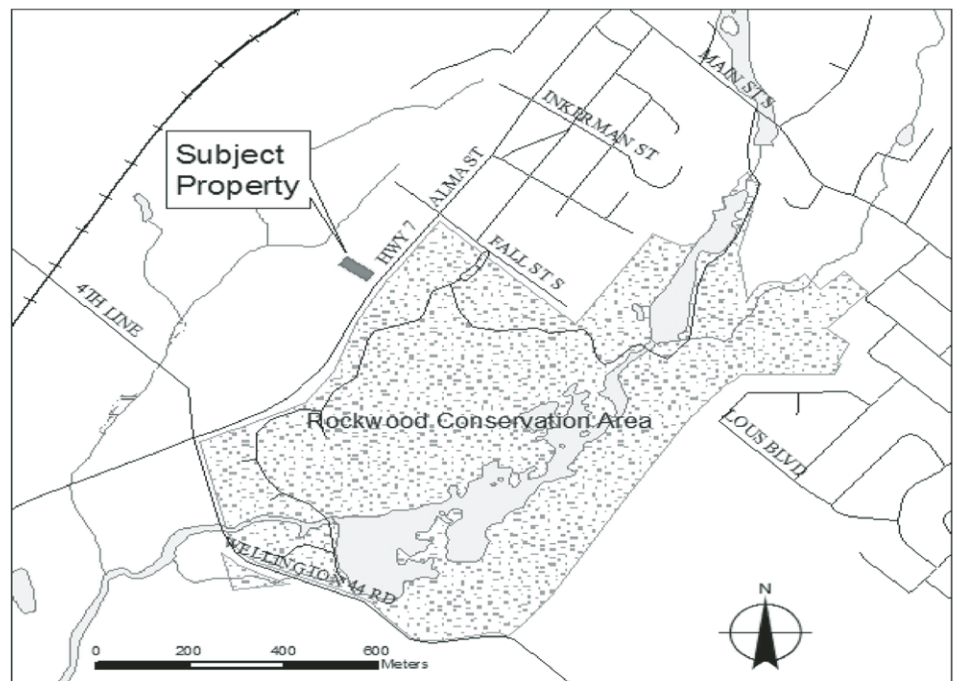 MAIN ST S
INKERMAN ST
Subject
Property
ALMA ST
HWY 7
FALL ST S
4TH LINE
Rockwood Conservation Area
LOUS BLVD
WELLINGTON 44 RD
N
0 200 400 600
Meters